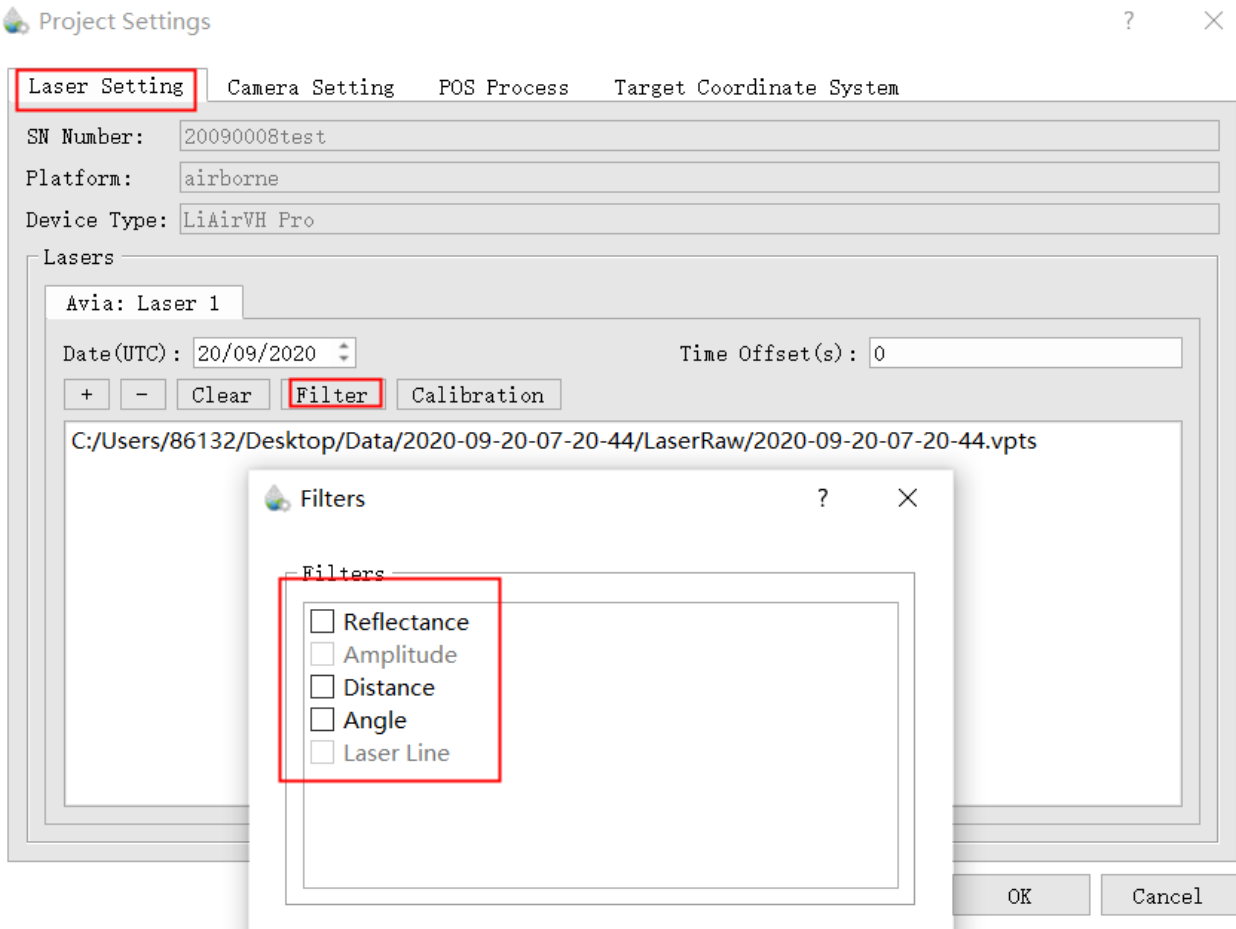 Project Settings
Laser Setting Camera Setting POS Process Target Coordinate System
SN Number: 20090008test
Platform: airborne
Device Type: LiAirVH Pro
Lasers
Avia: Laser 1
Date(UTC): 20/09/2020 Time Offset(s): 0
+ - Clear Filter Calibration
C:/Users/86132/Desktop/Data/2020-09-20-07-20-44/LaserRaw/2020-09-20-07-20-44.vpts
Filters
Filters
Reflectance
Amplitude
Distance
Angle
Laser Line
OK Cancel